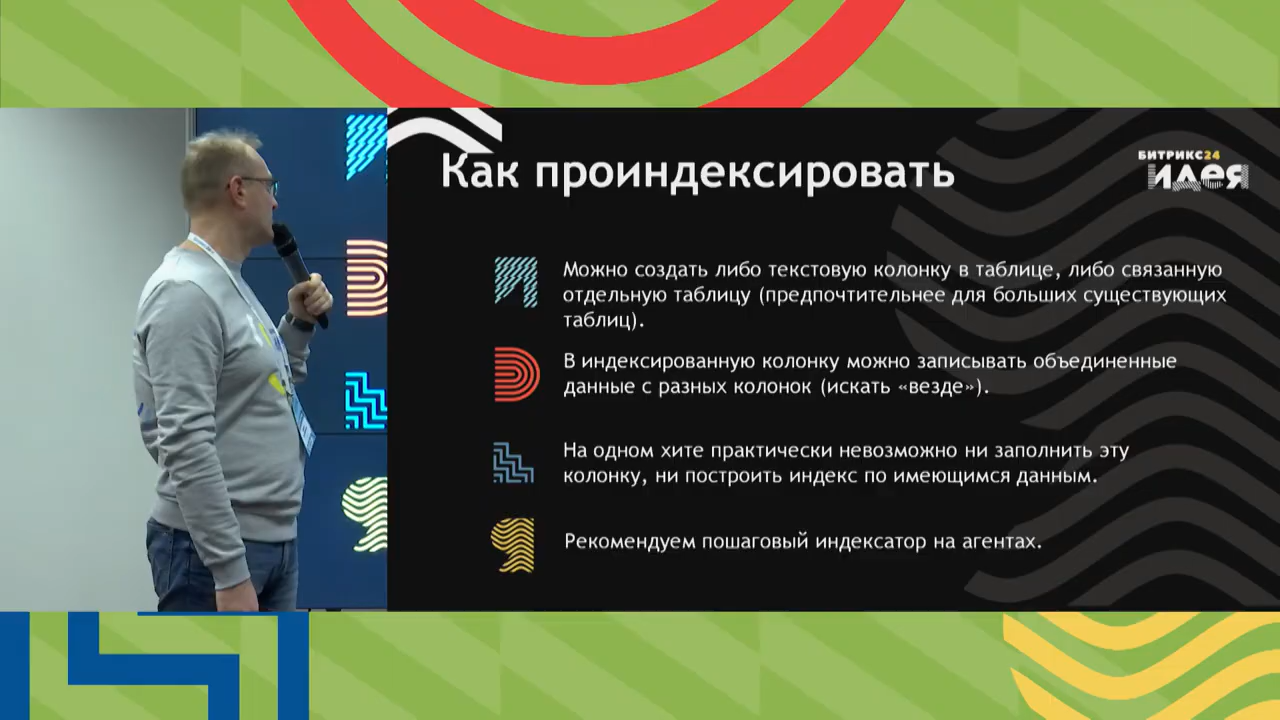 Как проиндексировать
БИТРИКС24
идея
Можно создать либо текстовую колонку в таблице, либо связанную
отдельную таблицу (предпочтительнее для больших существующих
таблиц).
В индексированную колонку можно записывать объединенные
данные с разных колонок (искать «везде»).
На одном хите практически невозможно ни заполнить эту
колонку, ни построить индекс по имеющимся данным.
Рекомендуем пошаговый индексатор на агентах.